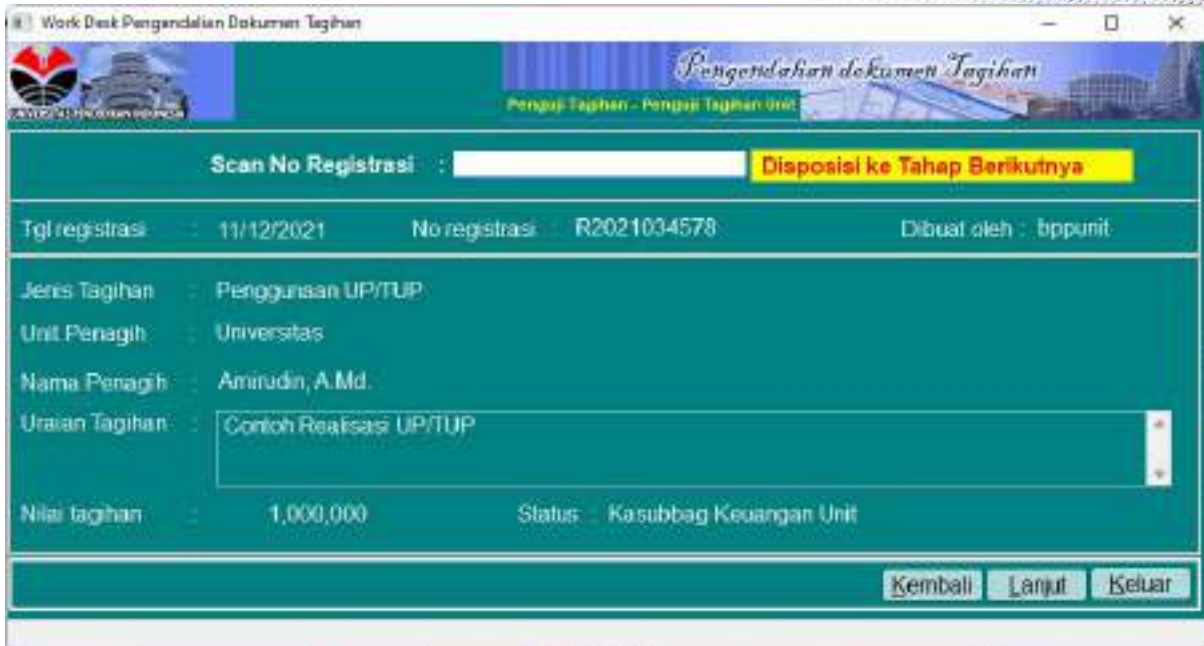 Work Desk Pengendalian Dokumen Tagihan
Pengendalian dokumen Tagihan
UNIVERSITAS PENDIDIKAN INDONESIA
Penguji Tagihan - Penguji Tagihan Unit
Scan No Registrasi : Disposisi ke Tahap Berikutnya
Tgl registrasi : 11/12/2021 No registrasi : R2021034578 Dibuat oleh : bppunit
Jenis Tagihan : Penggunaan UP/TUP
Unit Penagih : Universitas
Nama Penagih : Amirudin, A.Md.
Uraian Tagihan : Contoh Realisasi UP/TUP
Nilai tagihan : 1,000,000 Status : Kasubbag Keuangan Unit
Kembali Lanjut Keluar